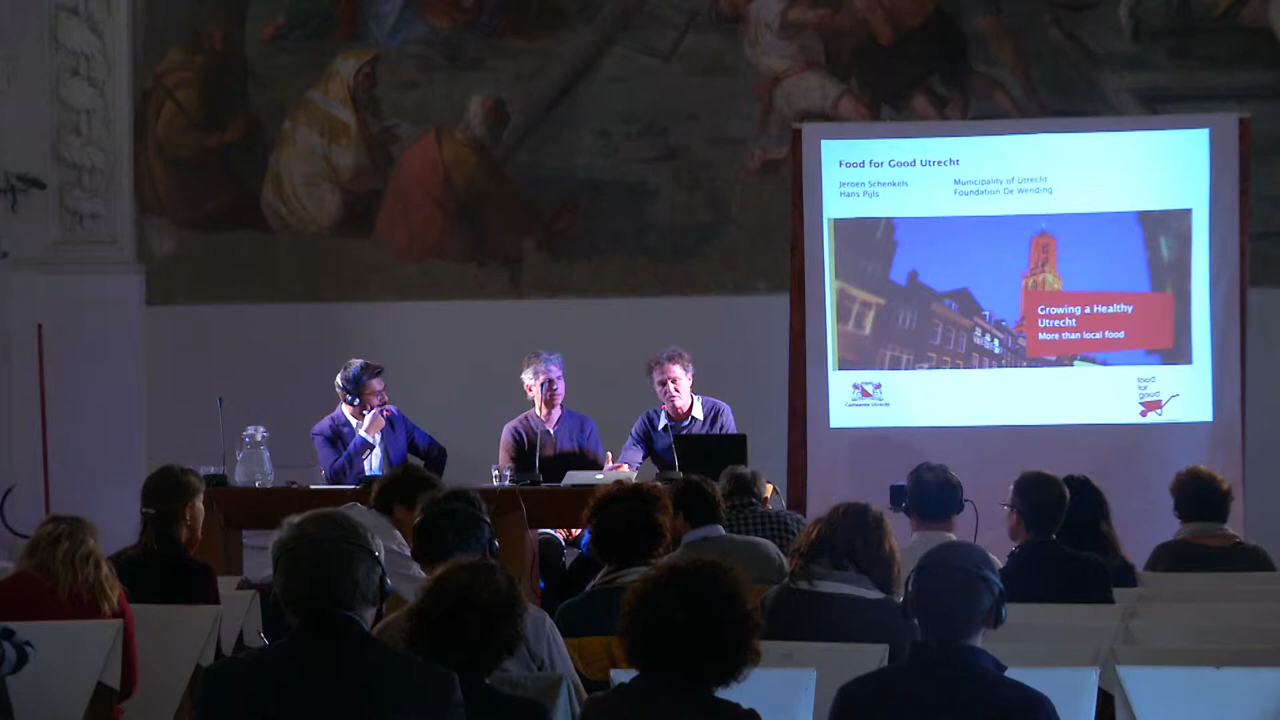 Food for Good Utrecht
Jeroen Schenkels
Municipality of Utrecht
Hans Pijls
Foundation De Wending
Growing a Healthy
Utrecht
More than local food
Gemeente Utrecht
food
for
good